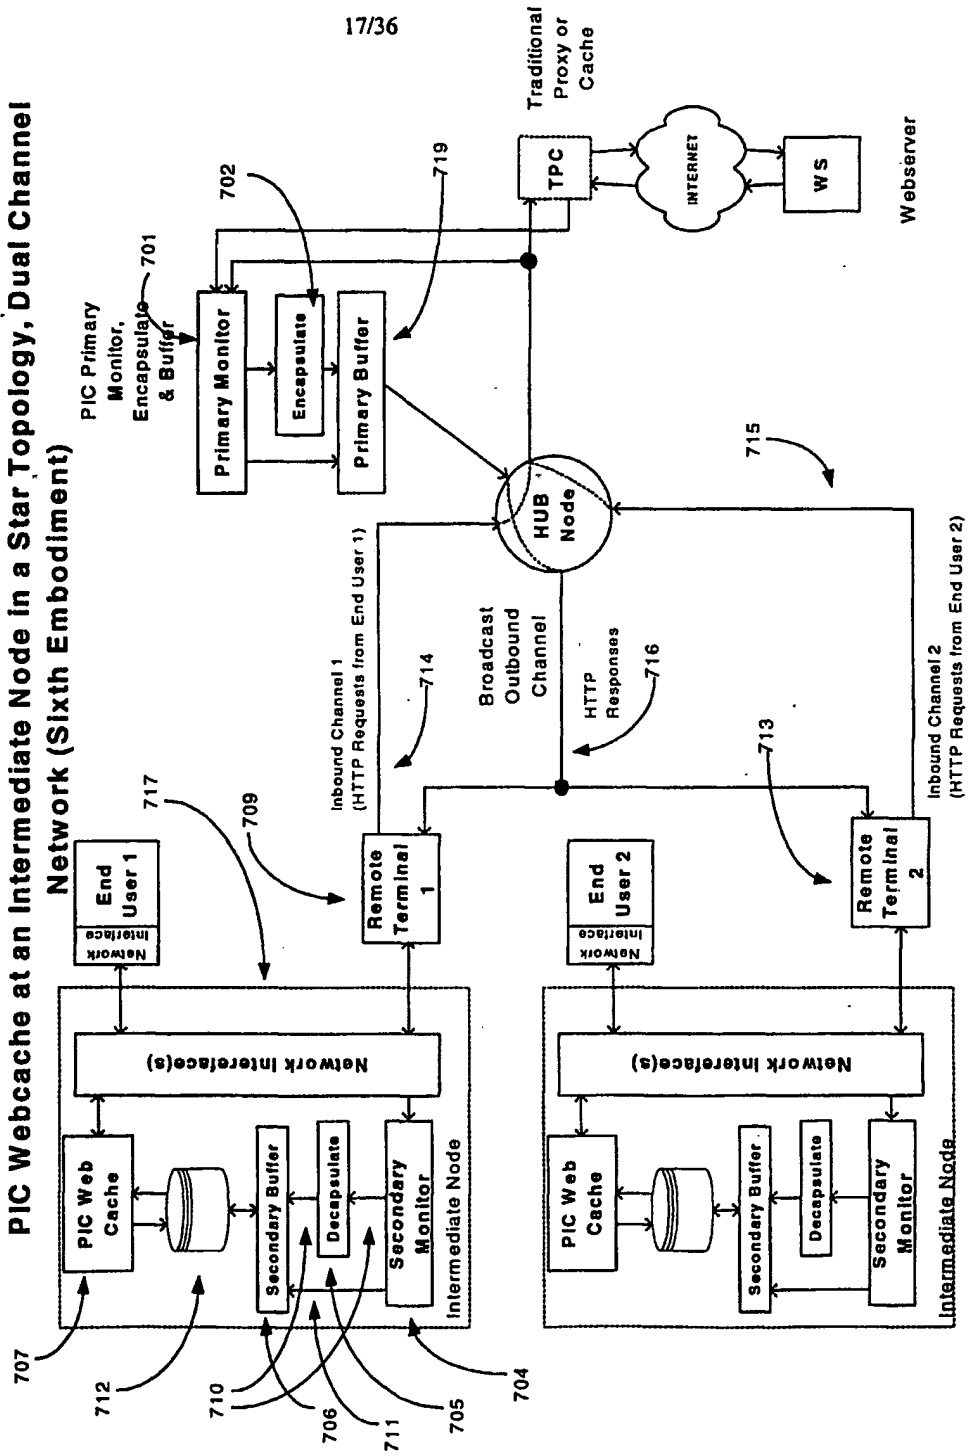 17/36
PIC Webcache at an Intermediate Node in a Star Topology, Dual Channel
Network (Sixth Embodiment)
PIC Primary
Monitor,
Encapsulate
& Buffer
701
Primary Monitor
702
Encapsulate
Primary Buffer
719
Traditional
Proxy or
Cache
TPC
INTERNET
WS
Webserver
HUB
Node
715
Inbound Channel 1
(HTTP Requests from End User 1)
714
Broadcast
Outbound
Channel
HTTP
Responses
716
Inbound Channel 2
(HTTP Requests from End User 2)
713
717
709
End
User 1
Network
Interface
Remote
Terminal
1
End
User 2
Network
Interface
Remote
Terminal
2
Network Intereface(s)
PIC Web
Cache
Secondary Buffer
Decapsulate
Secondary
Monitor
Intermediate Node
Network Intereface(s)
PIC Web
Cache
Secondary Buffer
Decapsulate
Secondary
Monitor
Intermediate Node
707
712
710
706
711
705
704